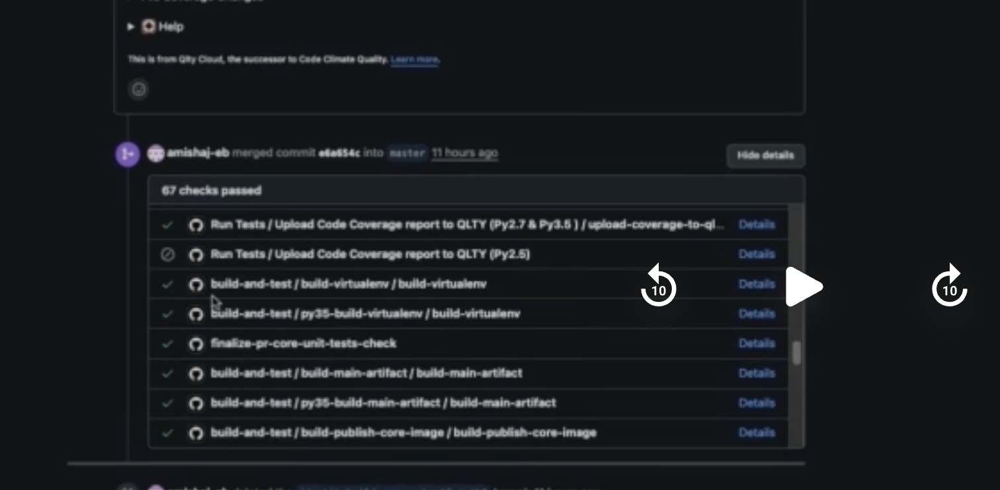 Help
This is from Qlty Cloud, the successor to Code Climate Quality. Learn more.
amishaj-eb merged commit e6a654c into master 11 hours ago
Hide details
67 checks passed
Run Tests / Upload Code Coverage report to QLTY (Py2.7 & Py3.5 ) / upload-coverage-to-ql... Details
Run Tests / Upload Code Coverage report to QLTY (Py2.5) Details
build-and-test / build-virtualenv / build-virtualenv Details
build-and-test / py35-build-virtualenv / build-virtualenv Details
finalize-pr-core-unit-tests-check Details
build-and-test / build-main-artifact / build-main-artifact Details
build-and-test / py35-build-main-artifact / build-main-artifact Details
build-and-test / build-publish-core-image / build-publish-core-image Details
10
10